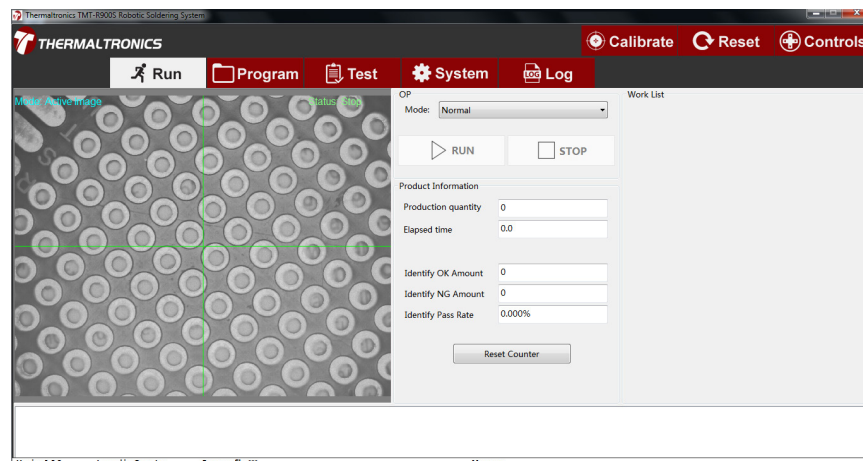 Thermaltronics TMT-R9005 Robotic Soldering System
THERMALTRONICS
Calibrate Reset Controls
Run Program Test System LOG Log
Mode: Active image Status: Stop
OP
Mode: Normal
RUN STOP
Product Information
Production quantity 0
Elapsed time 0.0
Identify OK Amount 0
Identify NG Amount 0
Identify Pass Rate 0.000%
Reset Counter
Work List